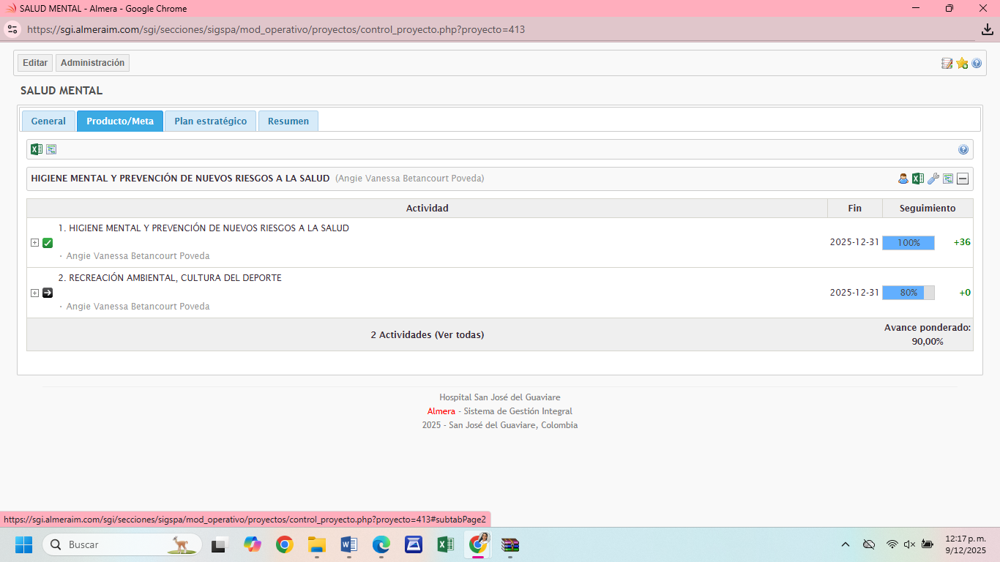 SALUD MENTAL - Almera - Google Chrome
https://sgi.almeraim.com/sgi/secciones/sigspa/mod_operativo/proyectos/control_proyecto.php?proyecto=413
Editar Administración
SALUD MENTAL
General Producto/Meta Plan estratégico Resumen
HIGIENE MENTAL Y PREVENCIÓN DE NUEVOS RIESGOS A LA SALUD (Angie Vanessa Betancourt Poveda)
Actividad Fin Seguimiento
1. HIGIENE MENTAL Y PREVENCIÓN DE NUEVOS RIESGOS A LA SALUD
2025-12-31 100% +36
· Angie Vanessa Betancourt Poveda
2. RECREACIÓN AMBIENTAL, CULTURA DEL DEPORTE
2025-12-31 80% +0
· Angie Vanessa Betancourt Poveda
2 Actividades (Ver todas)
Avance ponderado:
90,00%
Hospital San José del Guaviare
Almera - Sistema de Gestión Integral
2025 - San José del Guaviare, Colombia
https://sgi.almeraim.com/sgi/secciones/sigspa/mod_operativo/proyectos/control_proyecto.php?proyecto=413#subtabPage2
Buscar
12:17 p. m.
9/12/2025